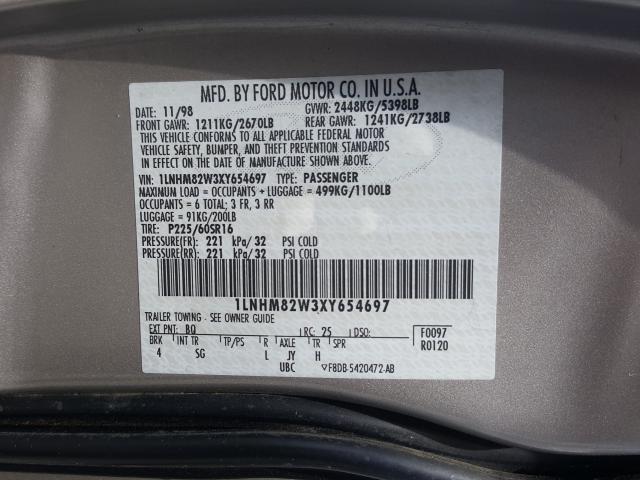 MFD. BY FORD MOTOR CO. IN U.S.A.
DATE: 11/98 GVWR: 2448KG/5398LB
FRONT GAWR: 1211KG/2670LB REAR GAWR: 1241KG/2738LB
THIS VEHICLE CONFORMS TO ALL APPLICABLE FEDERAL MOTOR
VEHICLE SAFETY, BUMPER, AND THEFT PREVENTION STANDARDS
IN EFFECT ON THE DATE OF MANUFACTURE SHOWN ABOVE.
VIN: 1LNHM82W3XY654697 TYPE: PASSENGER
MAXIMUM LOAD = OCCUPANTS + LUGGAGE = 499KG/1100LB
OCCUPANTS = 6 TOTAL; 3 FR, 3 RR
LUGGAGE = 91KG/200LB
TIRE: P225/60SR16
PRESSURE(FR): 221 kPa/32 PSI COLD
PRESSURE(RR): 221 kPa/32 PSI COLD
1LNHM82W3XY654697
TRAILER TOWING - SEE OWNER GUIDE
EXT PNT: BQ RC: 25 DSO: F0097
BRK INT TR TP/PS R AXLE TR SPR R0120
4 SG L JY H
UBC F8DB-5420472-AB